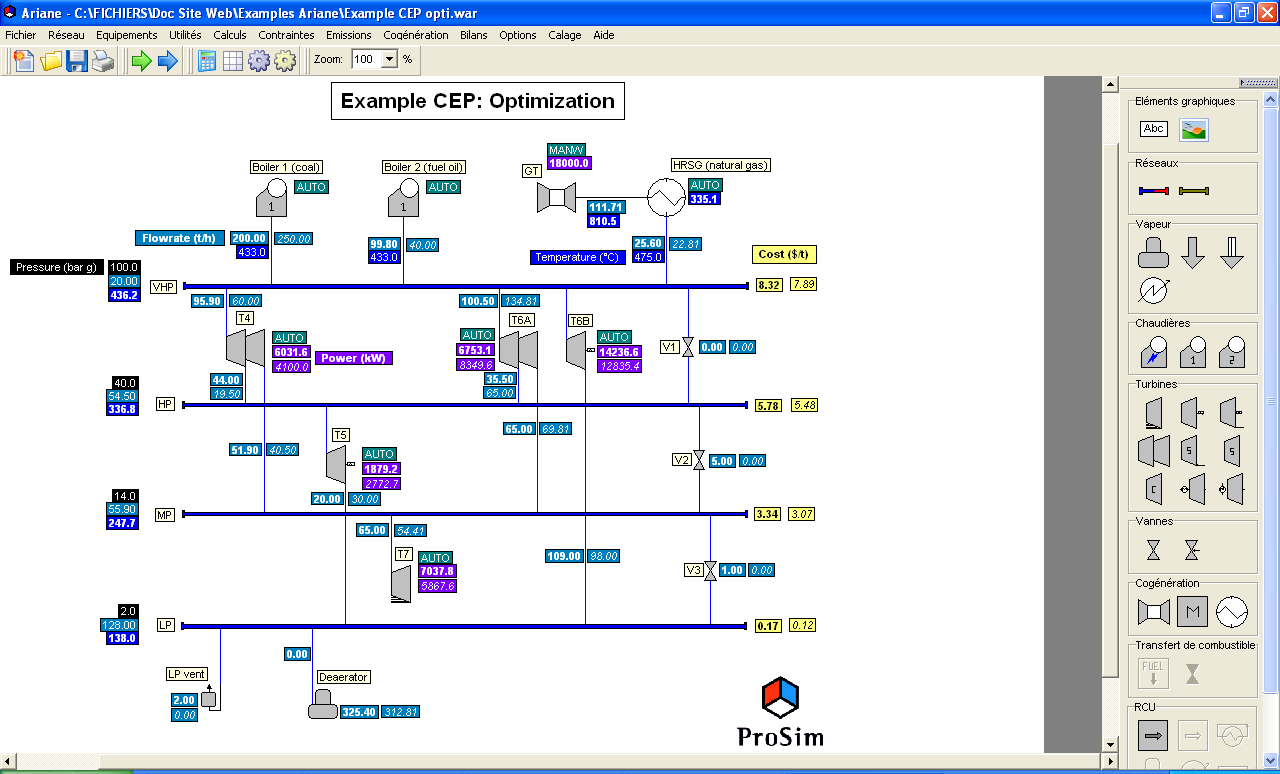 Ariane - C:\FICHIERS\Doc Site Web\Examples Ariane\Example CEP opti.war
Fichier Réseau Equipements Utilités Calculs Contraintes Emissions Cogénération Bilans Options Calage Aide
Zoom: 100 %
Example CEP: Optimization
Eléments graphiques
Abc
Réseaux
Vapeur
Chaudières
Turbines
Vannes
Cogénération
Transfert de combustible
FUEL
RCU
Boiler 1 (coal)
AUTO
1
Boiler 2 (fuel oil)
AUTO
1
MANW
18000.0
GT
HRSG (natural gas)
AUTO
335.1
111.71
810.5
Flowrate (t/h)
200.00 250.00
433.0
99.80 40.00
433.0
25.60 22.81
Temperature (°C) 475.0
Cost ($/t)
Pressure (bar g) 100.0
20.00
436.2
VHP
8.32 7.89
95.90 60.00
100.50 134.81
T4
AUTO
6031.6
4100.0
Power (kW)
T6A
AUTO
6753.1
8349.6
T6B
AUTO
14236.6
12835.4
V1 0.00 0.00
44.00
19.50
35.50
65.00
40.0
54.50
336.8
HP
5.78 5.48
65.00 69.81
51.90 40.50
T5
AUTO
1879.2
2772.7
V2 5.00 0.00
20.00 30.00
14.0
55.90
247.7
MP
3.34 3.07
65.00 54.41
T7
AUTO
7037.8
5867.6
109.00 98.00
V3 1.00 0.00
2.0
128.00
138.0
LP
0.17 0.12
0.00
LP vent
2.00
0.00
Deaerator
325.40 312.81
ProSim
1
2
S
S
C
M